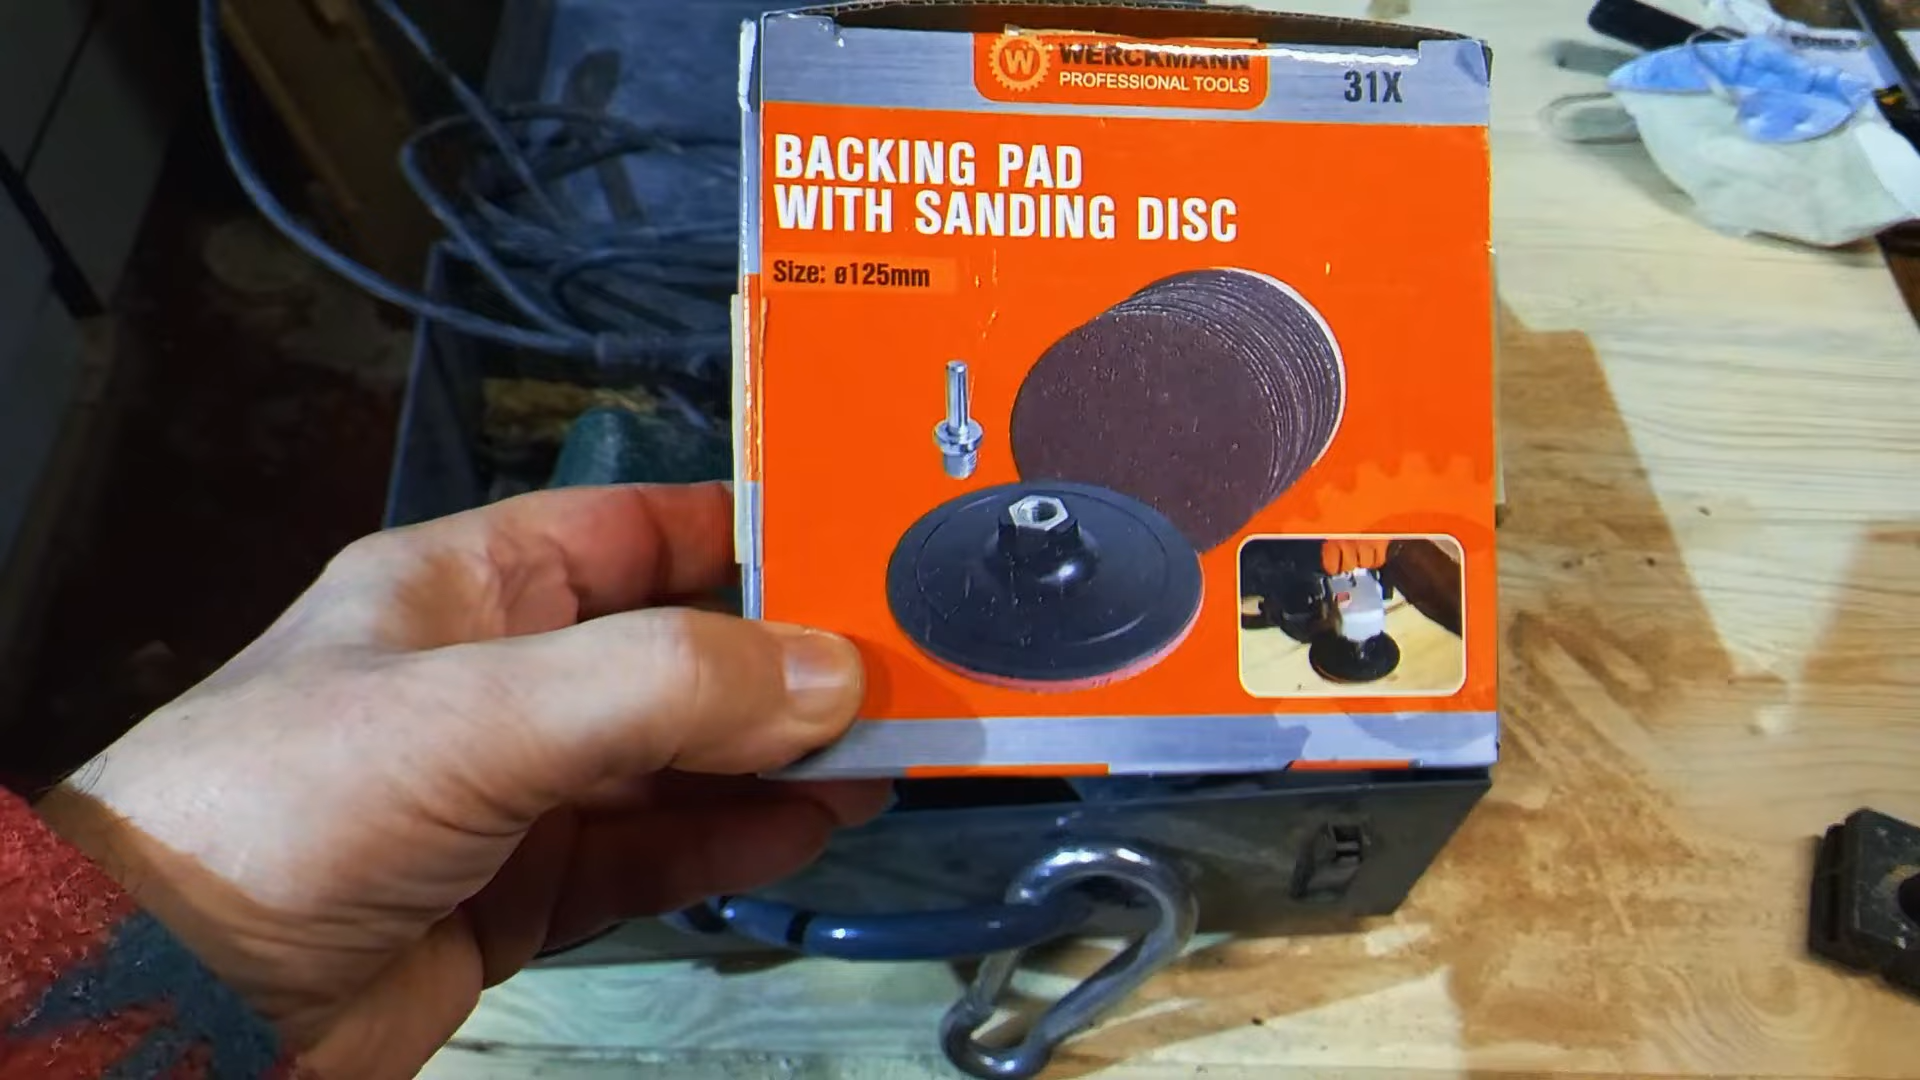 WERCKMANN
PROFESSIONAL TOOLS
31X
BACKING PAD
WITH SANDING DISC
Size: ø125mm